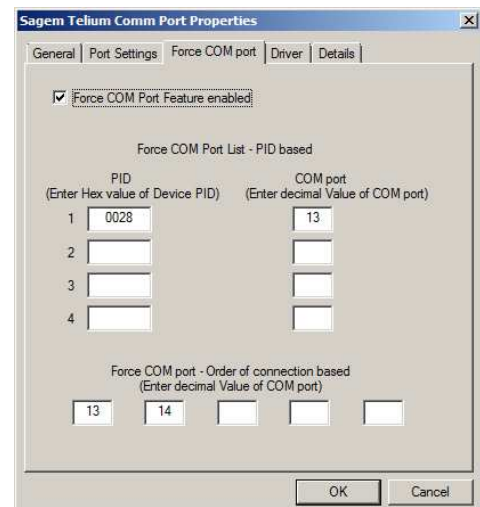 Sagem Telium Comm Port Properties
General Port Settings Force COM port Driver Details
Force COM Port Feature enabled
Force COM Port List - PID based
PID COM port
(Enter Hex value of Device PID) (Enter decimal Value of COM port)
1 0028 13
2
3
4
Force COM port - Order of connection based
(Enter decimal Value of COM port)
13 14
OK Cancel